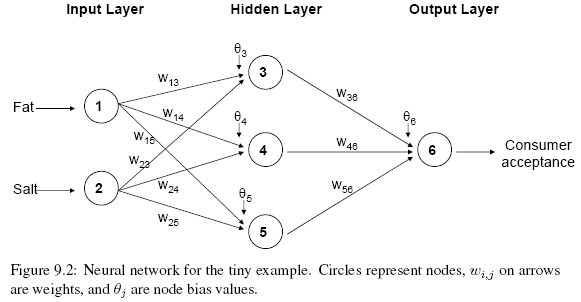 Input Layer Hidden Layer Output Layer
θ3
w13 3
Fat 1 w14 w36
θ4 θ6
w15
w23 4 w46 6 Consumer
acceptance
Salt 2 w24
θ5 w56
w25
5
Figure 9.2: Neural network for the tiny example. Circles represent nodes, wi,j on arrows
are weights, and θj are node bias values.